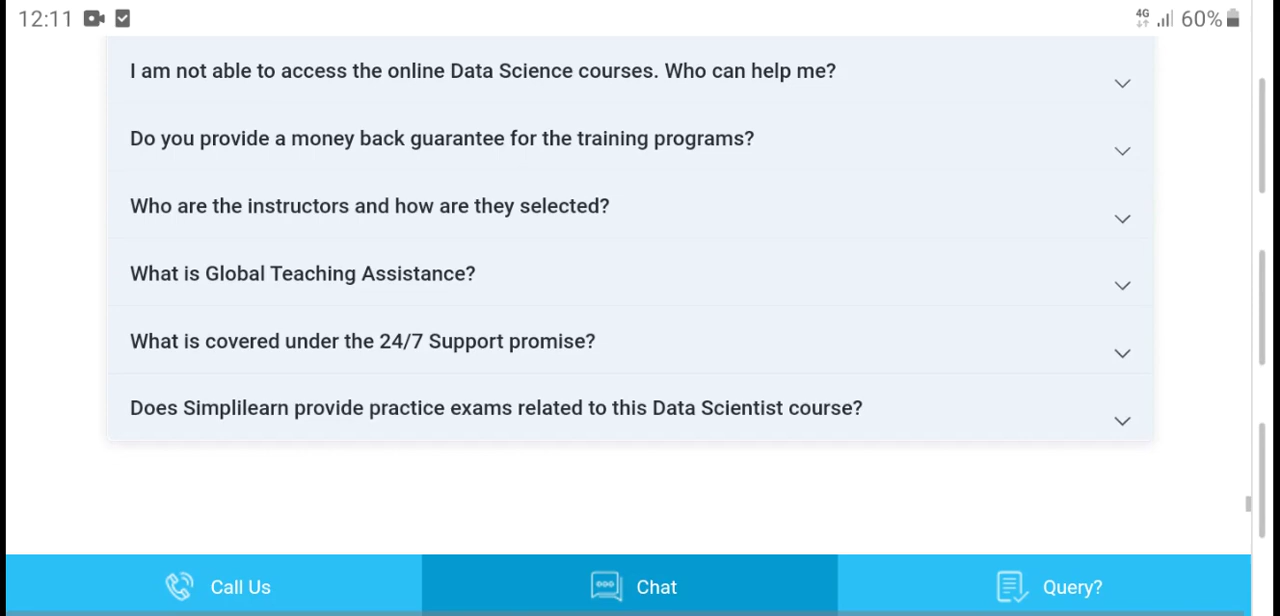 12:11
4G
60%
I am not able to access the online Data Science courses. Who can help me?
Do you provide a money back guarantee for the training programs?
Who are the instructors and how are they selected?
What is Global Teaching Assistance?
What is covered under the 24/7 Support promise?
Does Simplilearn provide practice exams related to this Data Scientist course?
Call Us
Chat
Query?